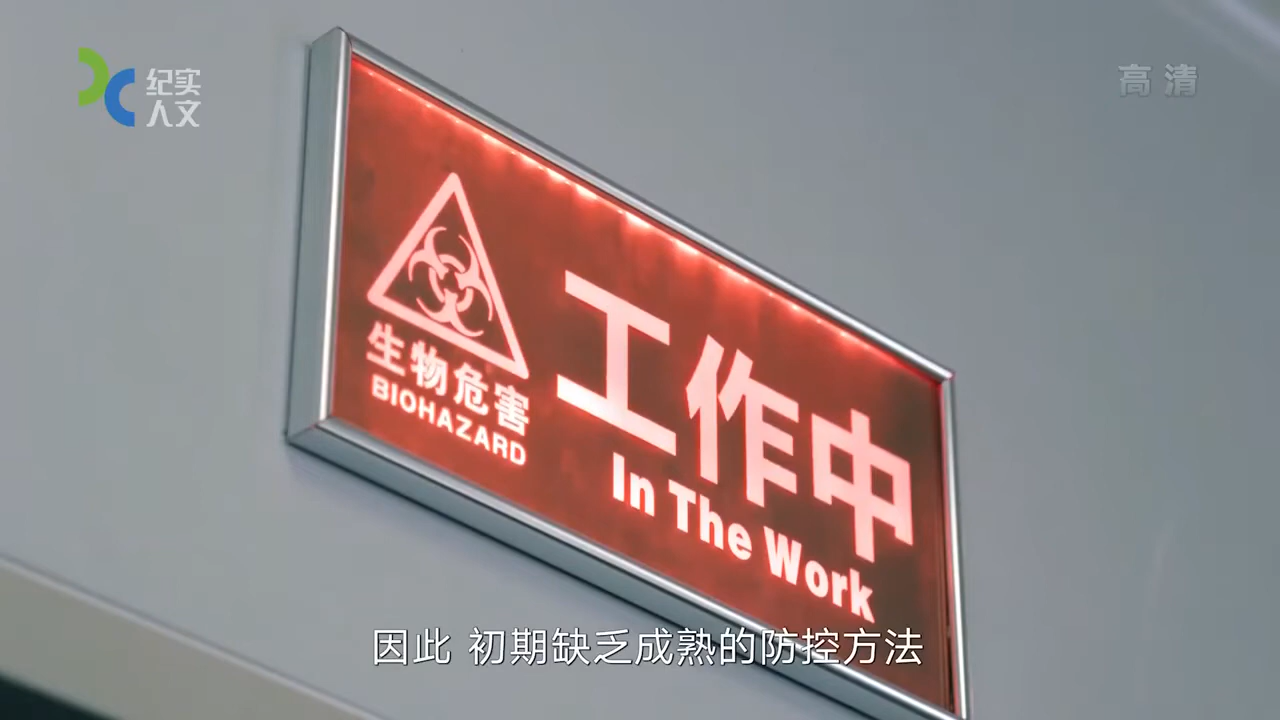 纪实
人文
高清
生物危害
BIOHAZARD
工作中
In The Work
因此 初期缺乏成熟的防控方法